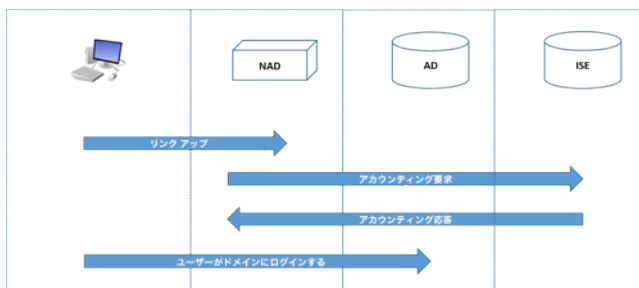 NAD
AD
ISE
リンク アップ
アカウンティング要求
アカウンティング応答
ユーザーがドメインにログインする